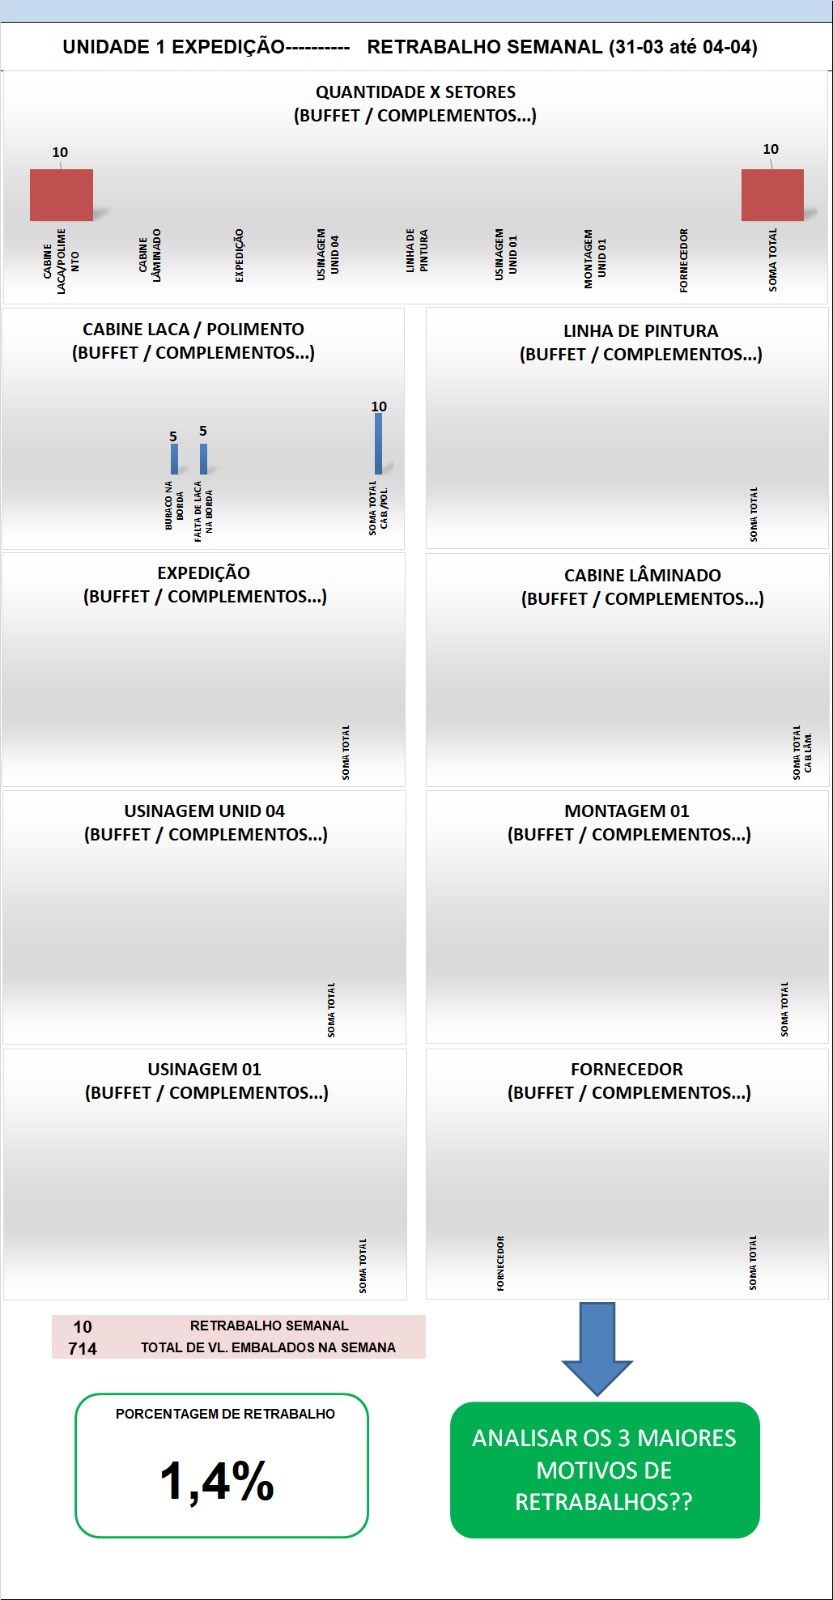 UNIDADE 1 EXPEDIÇÃO----------   RETRABALHO SEMANAL (31-03 até 04-04)
QUANTIDADE X SETORES
(BUFFET / COMPLEMENTOS...)
10
10
CABINE
LACA/POLIME
NTO
CABINE
LÂMINADO
EXPEDIÇÃO
USINAGEM
UNID 04
LINHA DE
PINTURA
USINAGEM
UNID 01
MONTAGEM
UNID 01
FORNECEDOR
SOMA TOTAL
CABINE LACA / POLIMENTO
(BUFFET / COMPLEMENTOS...)
5
5
10
BURACO NA
BORDA
FALTA DE LACA
NA BORDA
SOMA TOTAL
CAB./POL.
LINHA DE PINTURA
(BUFFET / COMPLEMENTOS...)
SOMA TOTAL
EXPEDIÇÃO
(BUFFET / COMPLEMENTOS...)
SOMA TOTAL
CABINE LÂMINADO
(BUFFET / COMPLEMENTOS...)
SOMA TOTAL
CAB LÂM.
USINAGEM UNID 04
(BUFFET / COMPLEMENTOS...)
SOMA TOTAL
MONTAGEM 01
(BUFFET / COMPLEMENTOS...)
SOMA TOTAL
USINAGEM 01
(BUFFET / COMPLEMENTOS...)
SOMA TOTAL
FORNECEDOR
(BUFFET / COMPLEMENTOS...)
FORNECEDOR
SOMA TOTAL
10 RETRABALHO SEMANAL
714 TOTAL DE VL. EMBALADOS NA SEMANA
PORCENTAGEM DE RETRABALHO
1,4%
ANALISAR OS 3 MAIORES
MOTIVOS DE
RETRABALHOS??